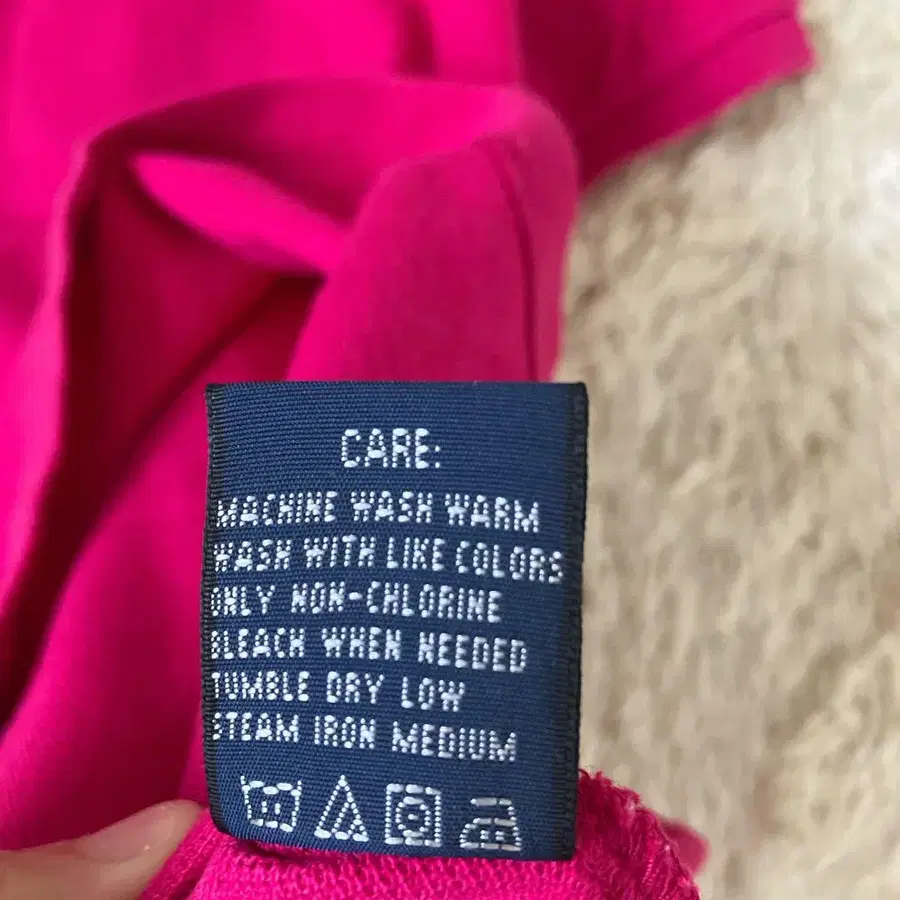 CARE:
MACHINE WASH WARM
WASH WITH LIKE COLORS
ONLY NON-CHLORINE
BLEACH WHEN NEEDED
TUMBLE DRY LOW
STEAM IRON MEDIUM